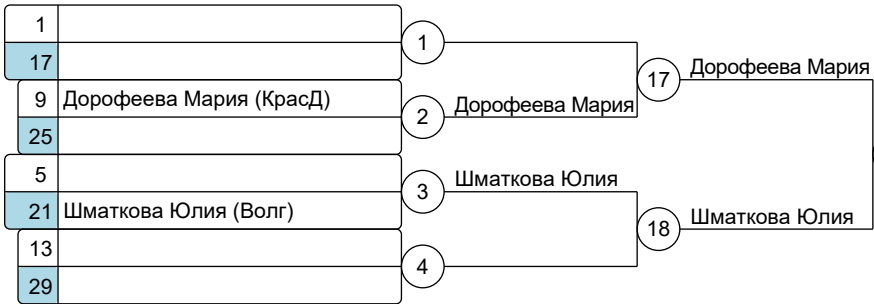 1
1
17
17 Дорофеева Мария
9 Дорофеева Мария (КрасД)
2 Дорофеева Мария
25
5
3 Шматкова Юлия
21 Шматкова Юлия (Волг)
18 Шматкова Юлия
13
4
29